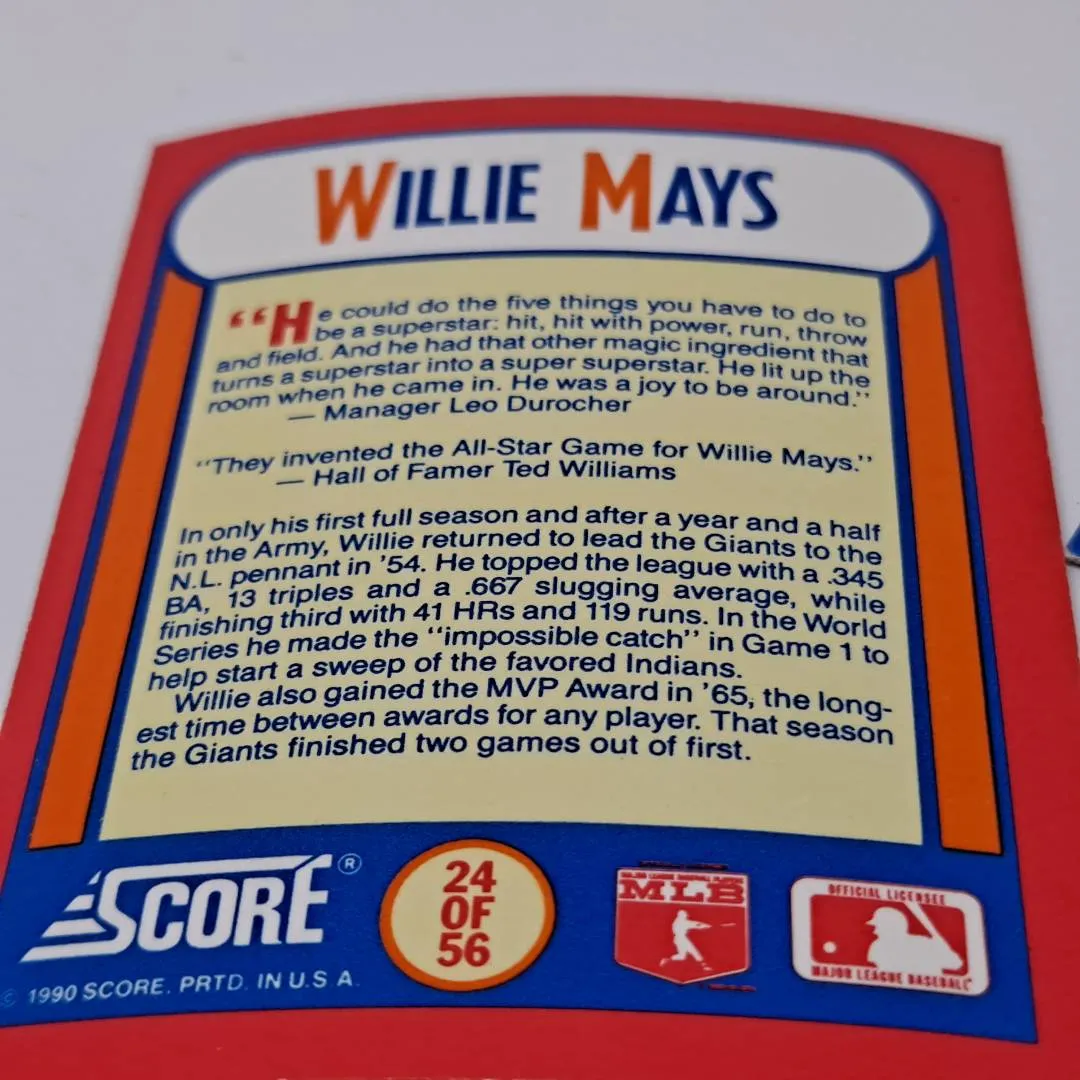 WILLIE MAYS
“He could do the five things you have to do to
be a superstar: hit, hit with power, run, throw
and field. And he had that other magic ingredient that
turns a superstar into a super superstar. He lit up the
room when he came in. He was a joy to be around.”
— Manager Leo Durocher
“They invented the All-Star Game for Willie Mays.”
— Hall of Famer Ted Williams
In only his first full season and after a year and a half
in the Army, Willie returned to lead the Giants to the
N.L. pennant in ’54. He topped the league with a .345
BA, 13 triples and a .667 slugging average, while
finishing third with 41 HRs and 119 runs. In the World
Series he made the “impossible catch” in Game 1 to
help start a sweep of the favored Indians.
Willie also gained the MVP Award in ’65, the long-
est time between awards for any player. That season
the Giants finished two games out of first.
SCORE®
24
OF
56
MAJOR LEAGUE BASEBALL PLAYERS
MLB
OFFICIAL LICENSEE
MAJOR LEAGUE BASEBALL
© 1990 SCORE. PRTD. IN U.S A.